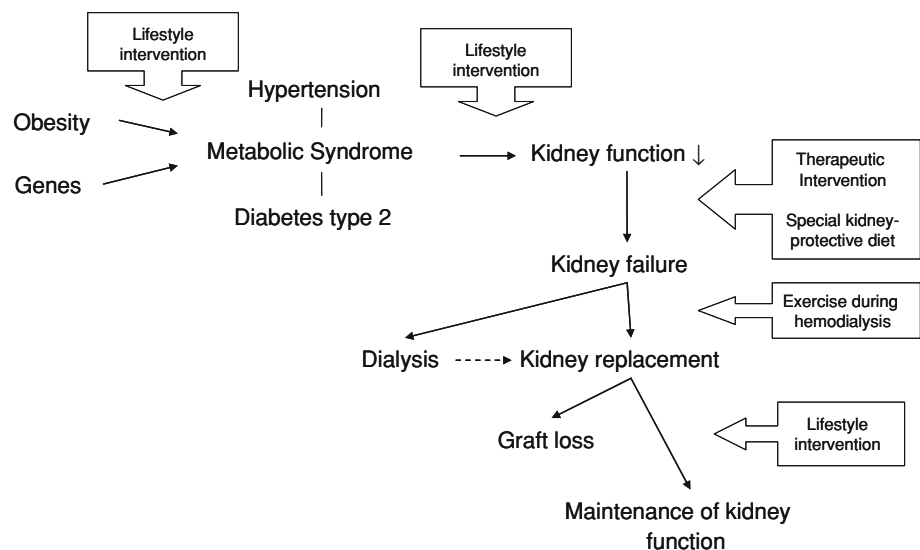 Lifestyle
intervention
Lifestyle
intervention
Hypertension
Obesity
Metabolic Syndrome
Kidney function ↓
Genes
Diabetes type 2
Therapeutic
Intervention
Special kidney-
protective diet
Kidney failure
Exercise during
hemodialysis
Dialysis
Kidney replacement
Graft loss
Lifestyle
intervention
Maintenance of kidney
function